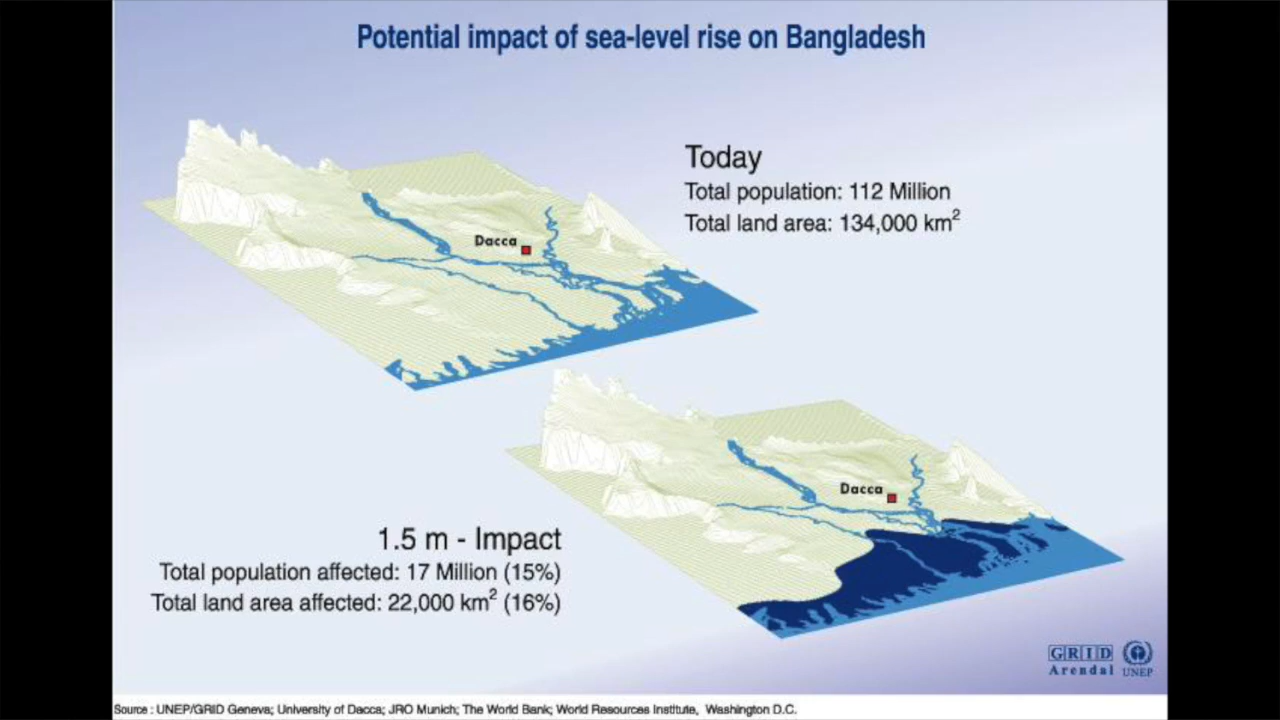 Potential impact of sea-level rise on Bangladesh
Today
Total population: 112 Million
Total land area: 134,000 km²
Dacca
Dacca
1.5 m - Impact
Total population affected: 17 Million (15%)
Total land area affected: 22,000 km² (16%)
GRID
Arendal UNEP
Source : UNEP/GRID Geneva; University of Dacca; JRO Munich; The World Bank; World Resources Institute, Washington D.C.